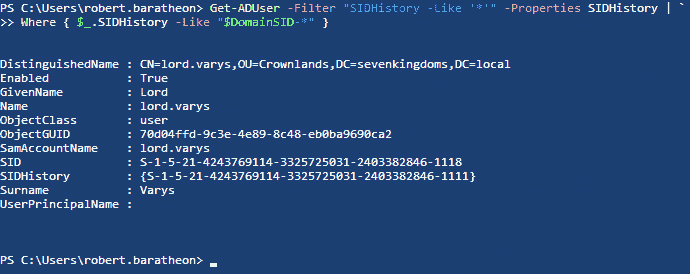 PS C:\Users\robert.baratheon> Get-ADUser -Filter "SIDHistory -Like '*'" -Properties SIDHistory | `
>> Where { $_.SIDHistory -Like "$DomainSID-*" }
DistinguishedName : CN=lord.varys,OU=Crownlands,DC=sevenkingdoms,DC=local
Enabled : True
GivenName : Lord
Name : lord.varys
ObjectClass : user
ObjectGUID : 70d04ffd-9c3e-4e89-8c48-eb0ba9690ca2
SamAccountName : lord.varys
SID : S-1-5-21-4243769114-3325725031-2403382846-1118
SIDHistory : {S-1-5-21-4243769114-3325725031-2403382846-1111}
Surname : Varys
UserPrincipalName :
PS C:\Users\robert.baratheon>